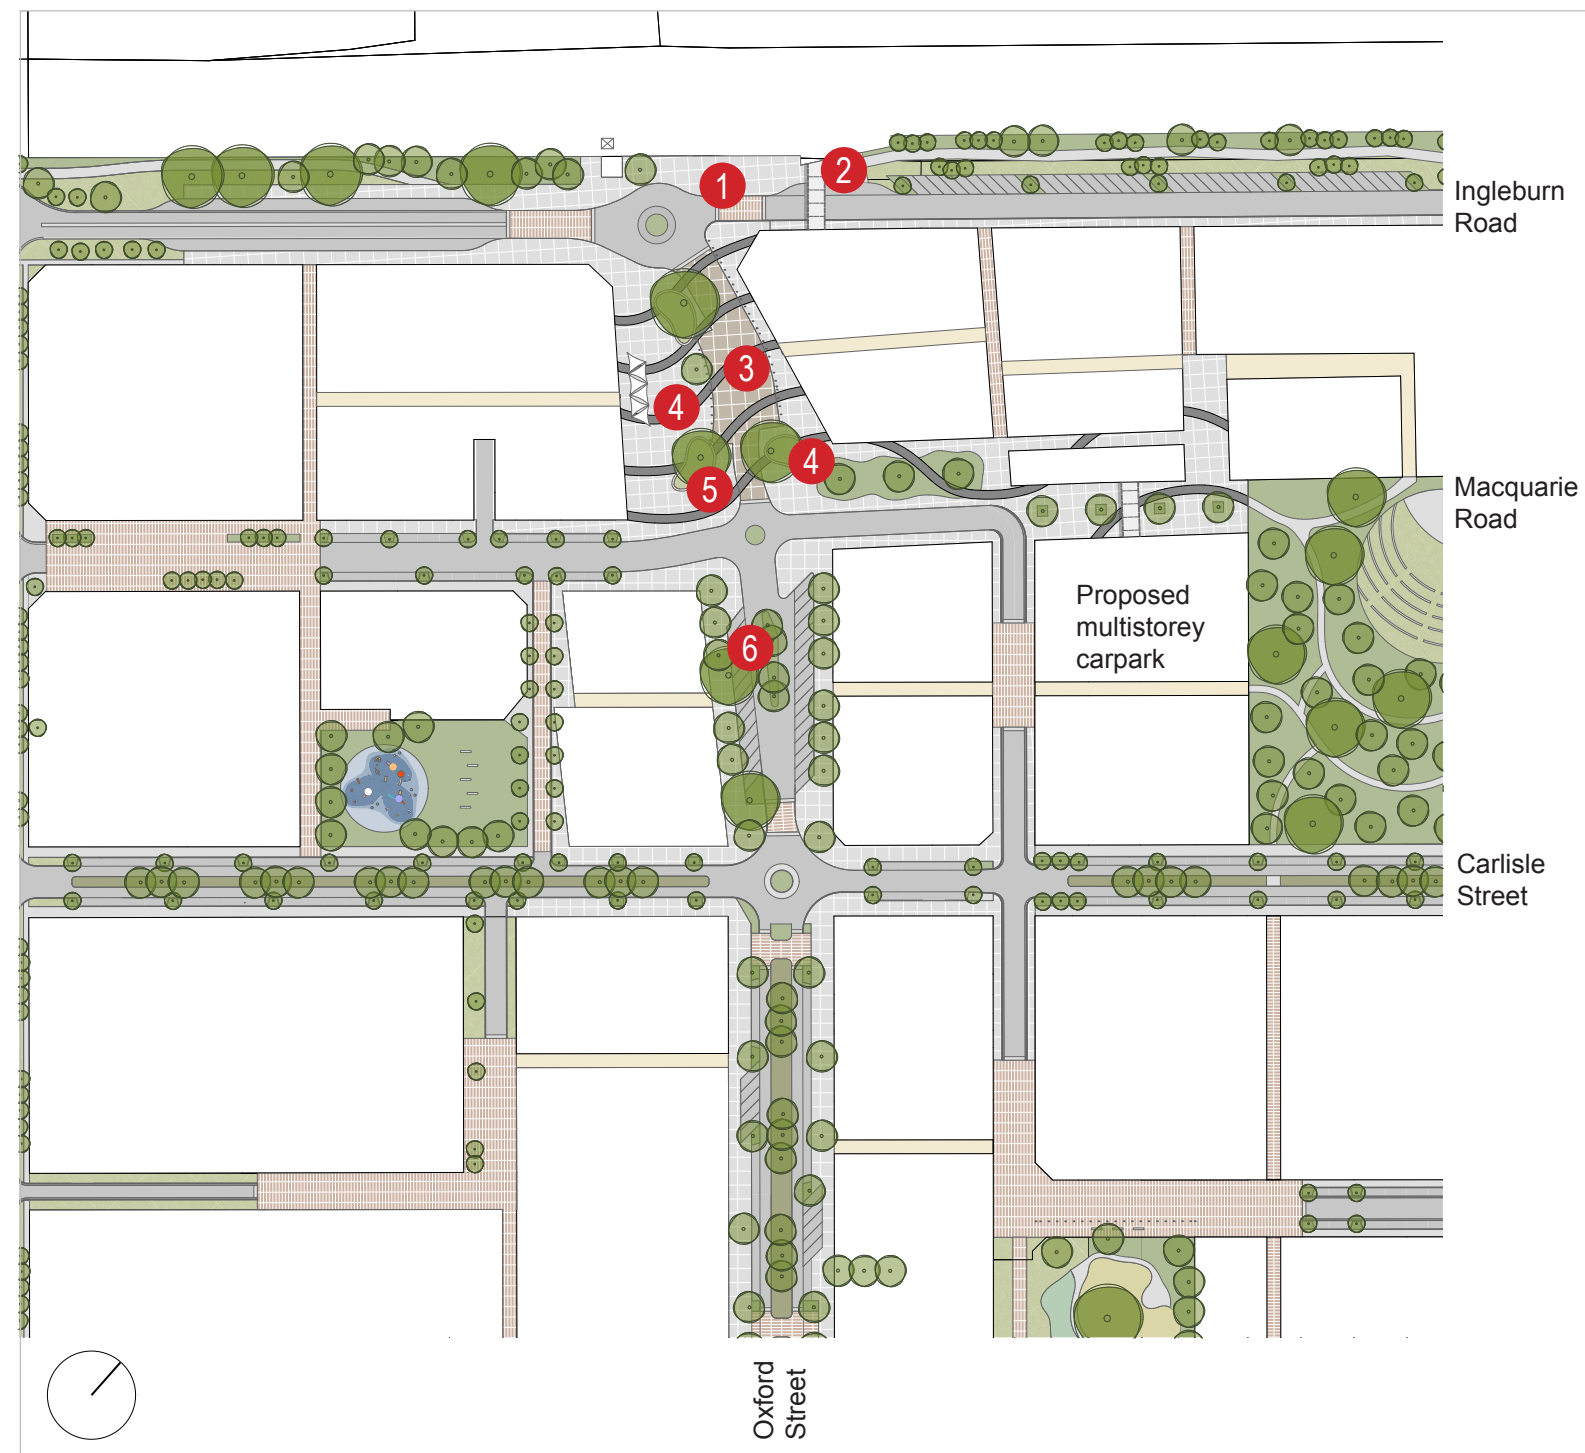 1
2
Ingleburn
Road
3
4
4
5
Macquarie
Road
Proposed
multistorey
carpark
6
Carlisle
Street
Oxford
Street